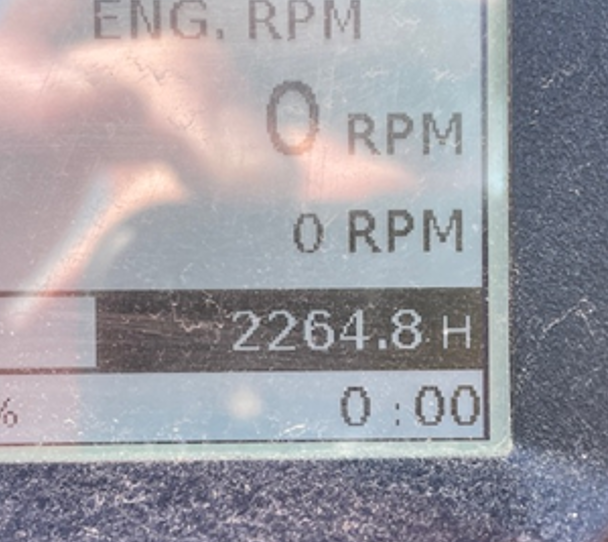 ENG. RPM
0 RPM
0 RPM
2264.8 H
% 0 :00